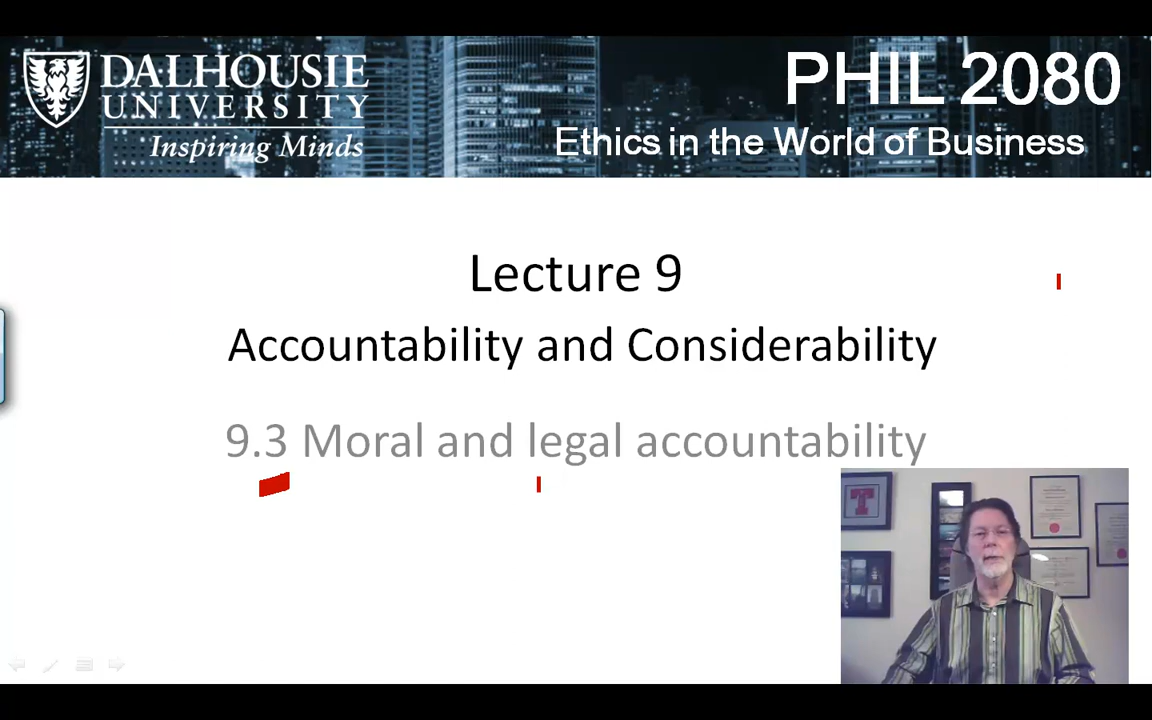 DALHOUSIE
UNIVERSITY
Inspiring Minds
PHIL 2080
Ethics in the World of Business
Lecture 9
Accountability and Considerability
9.3 Moral and legal accountability
T